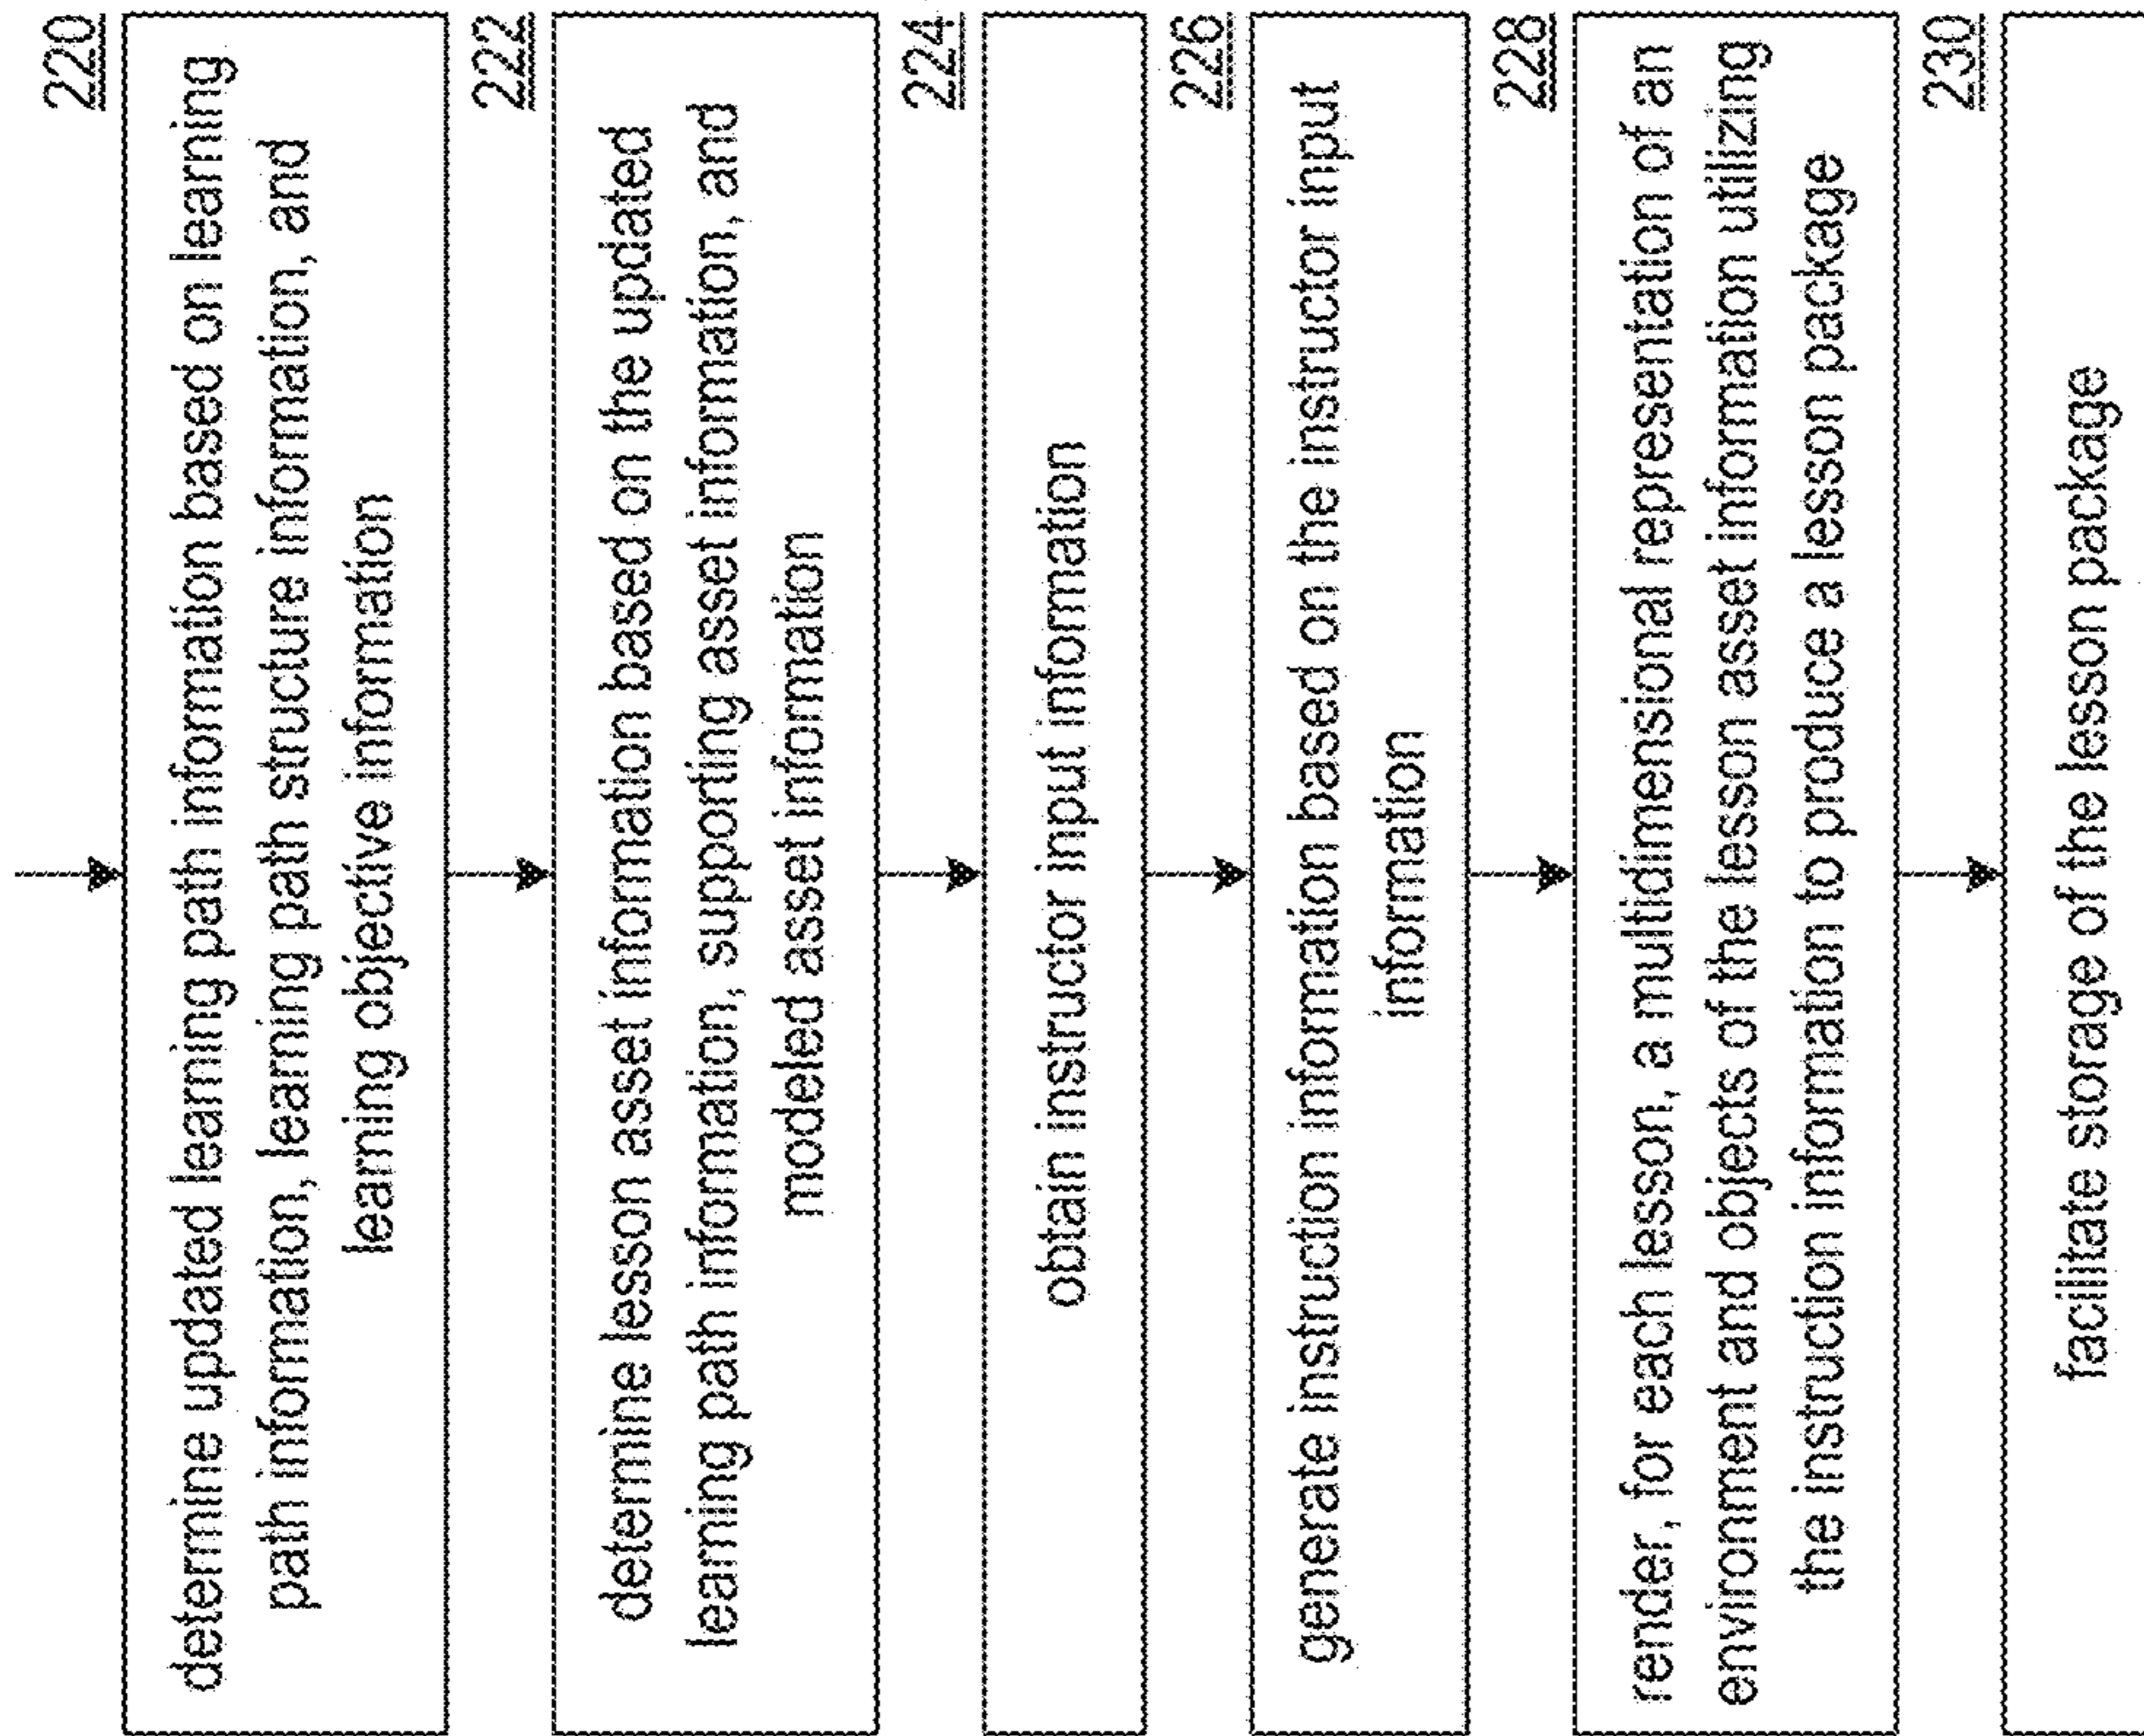 220
determine updated learning path information based on learning
path information, learning path structure information, and
learning objective information
222
determine lesson asset information based on the updated
learning path information, supporting asset information, and
modeled asset information
224
obtain instructor input information
226
generate instruction information based on the instructor input
information
228
render, for each lesson, a multidimensional representation of an
environment and objects of the lesson asset information utilizing
the instruction information to produce a lesson package
230
facilitate storage of the lesson package